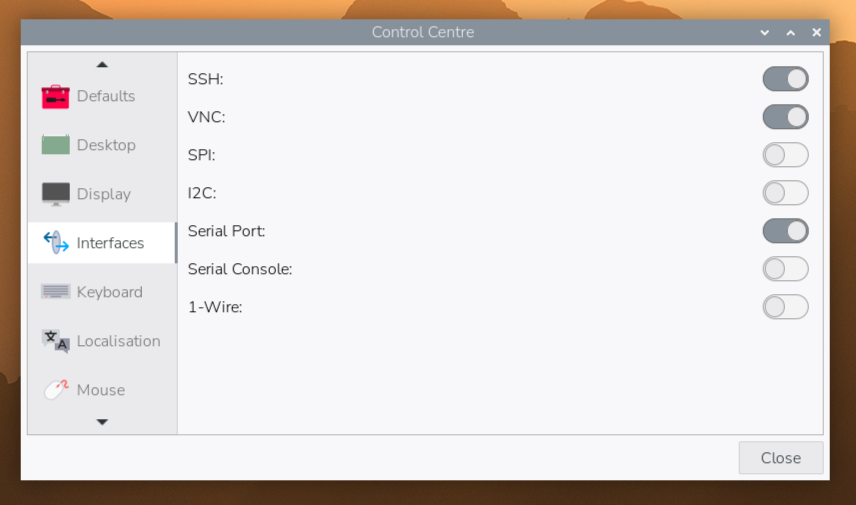 Control Centre
Defaults
Desktop
Display
Interfaces
Keyboard
Localisation
Mouse
SSH:
VNC:
SPI:
I2C:
Serial Port:
Serial Console:
1-Wire:
Close